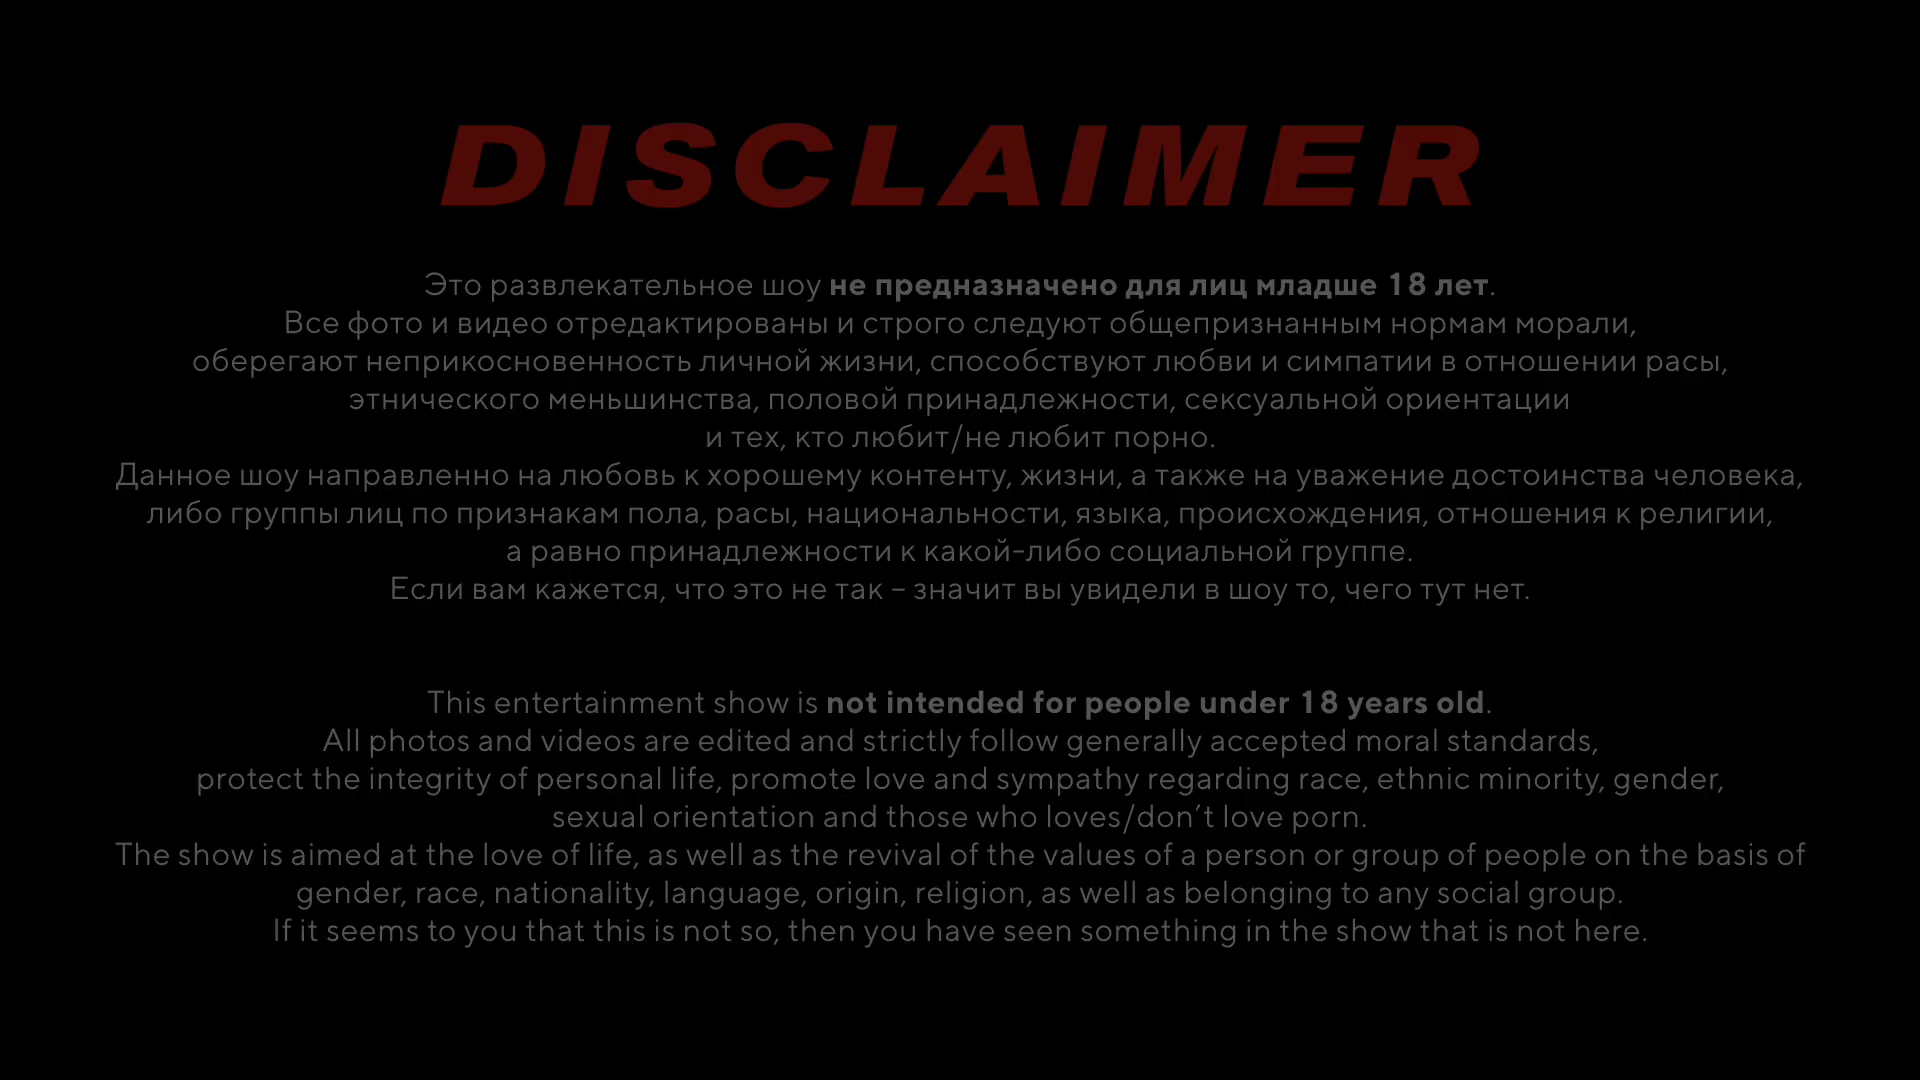 DISCLAIMER
Это развлекательное шоу не предназначено для лиц младше 18 лет.
Все фото и видео отредактированы и строго следуют общепризнанным нормам морали,
оберегают неприкосновенность личной жизни, способствуют любви и симпатии в отношении расы,
этнического меньшинства, половой принадлежности, сексуальной ориентации
и тех, кто любит/не любит порно.
Данное шоу направленно на любовь к хорошему контенту, жизни, а также на уважение достоинства человека,
либо группы лиц по признакам пола, расы, национальности, языка, происхождения, отношения к религии,
а равно принадлежности к какой-либо социальной группе.
Если вам кажется, что это не так – значит вы увидели в шоу то, чего тут нет.
This entertainment show is not intended for people under 18 years old.
All photos and videos are edited and strictly follow generally accepted moral standards,
protect the integrity of personal life, promote love and sympathy regarding race, ethnic minority, gender,
sexual orientation and those who loves/don’t love porn.
The show is aimed at the love of life, as well as the revival of the values of a person or group of people on the basis of
gender, race, nationality, language, origin, religion, as well as belonging to any social group.
If it seems to you that this is not so, then you have seen something in the show that is not here.